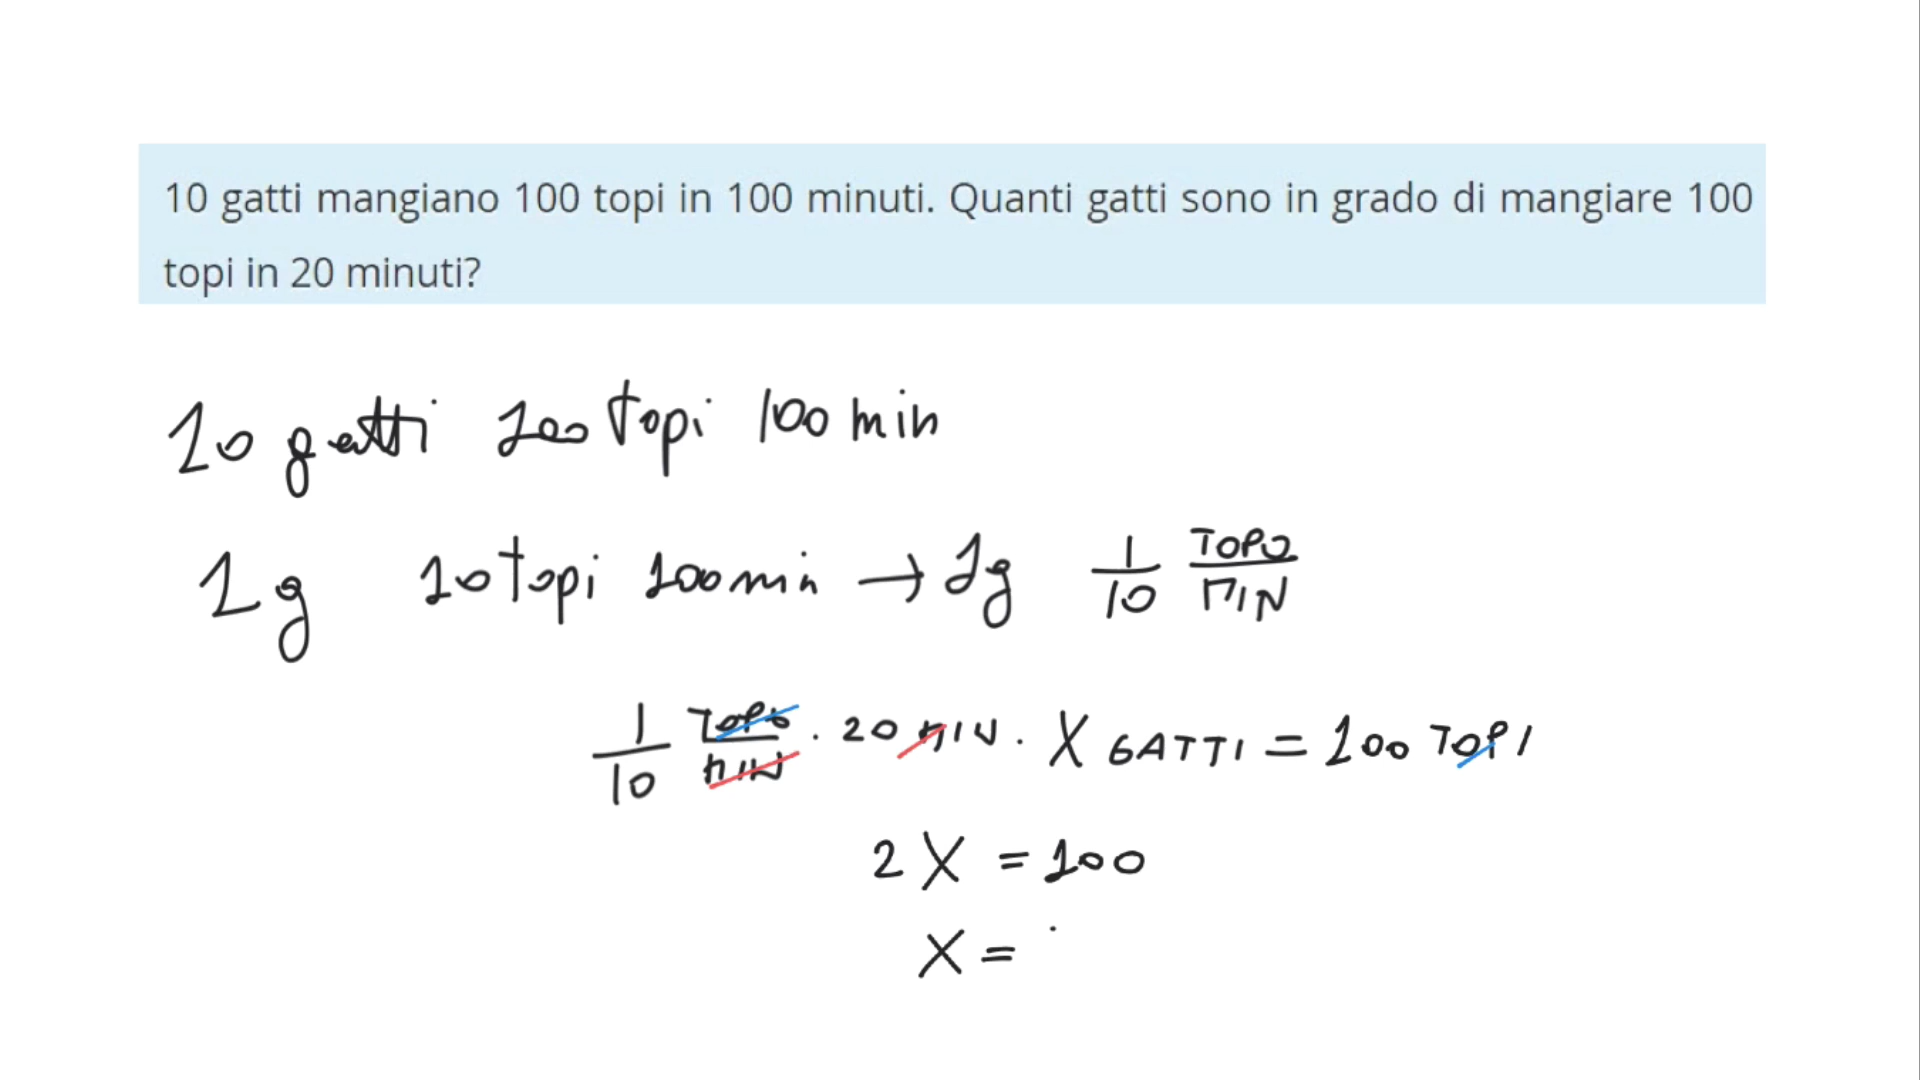 10 gatti mangiano 100 topi in 100 minuti. Quanti gatti sono in grado di mangiare 100
topi in 20 minuti?
10 gatti 100 topi 100 min
1g 10 topi 100 min → 1g 1/10 TOPO/MIN
1/10 TOPO/MIN · 20 MIN · X GATTI = 100 TOPI
2X = 100
X =